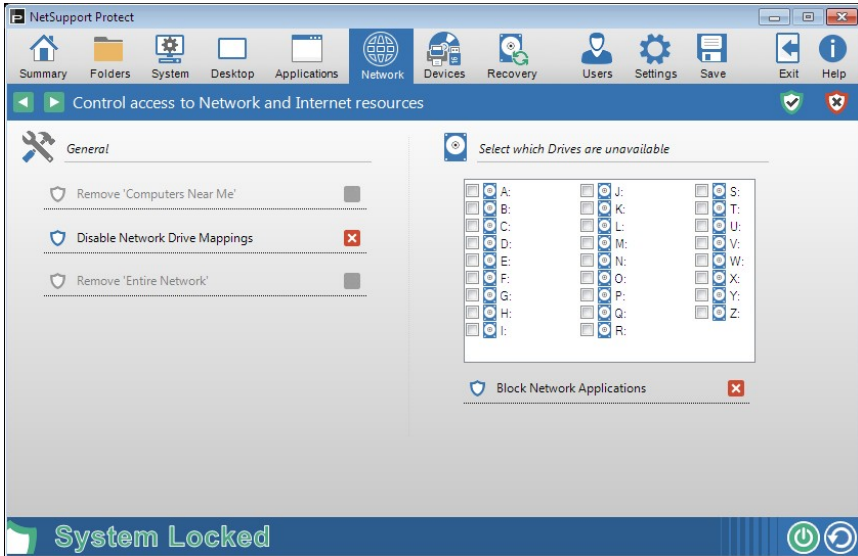 NetSupport Protect
Summary Folders System Desktop Applications Network Devices Recovery Users Settings Save Exit Help
Control access to Network and Internet resources
General
Remove 'Computers Near Me'
Disable Network Drive Mappings
Remove 'Entire Network'
Select which Drives are unavailable
A: J: S:
B: K: T:
C: L: U:
D: M: V:
E: N: W:
F: O: X:
G: P: Y:
H: Q: Z:
I: R:
Block Network Applications
System Locked